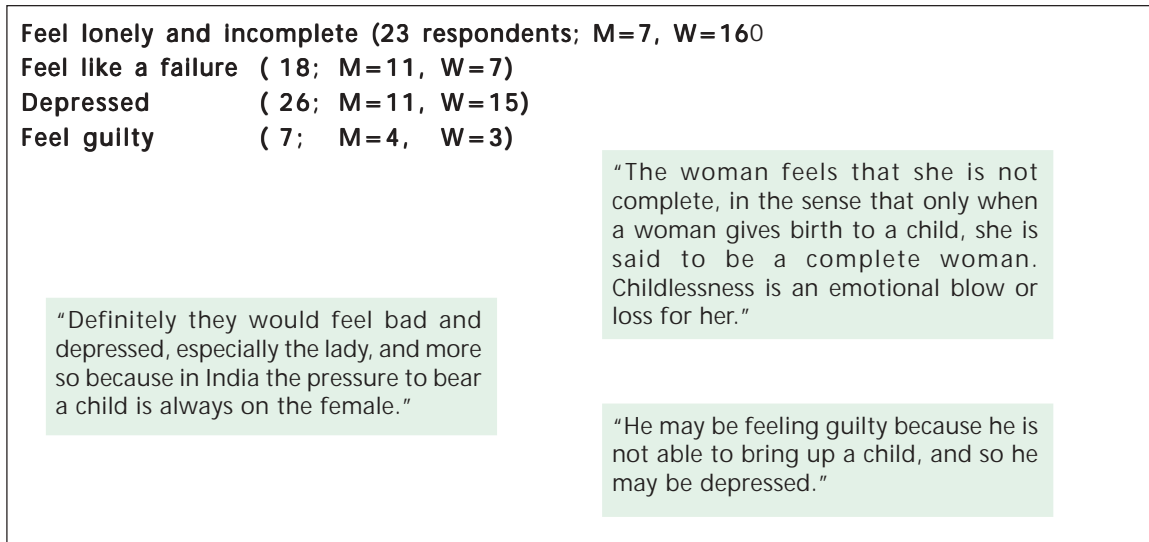 Feel lonely and incomplete (23 respondents; M=7, W=160
Feel like a failure ( 18; M=11, W=7)
Depressed ( 26; M=11, W=15)
Feel guilty ( 7; M=4, W=3)
"The woman feels that she is not
complete, in the sense that only when
a woman gives birth to a child, she is
said to be a complete woman.
Childlessness is an emotional blow or
loss for her."
"Definitely they would feel bad and
depressed, especially the lady, and more
so because in India the pressure to bear
a child is always on the female."
"He may be feeling guilty because he is
not able to bring up a child, and so he
may be depressed."